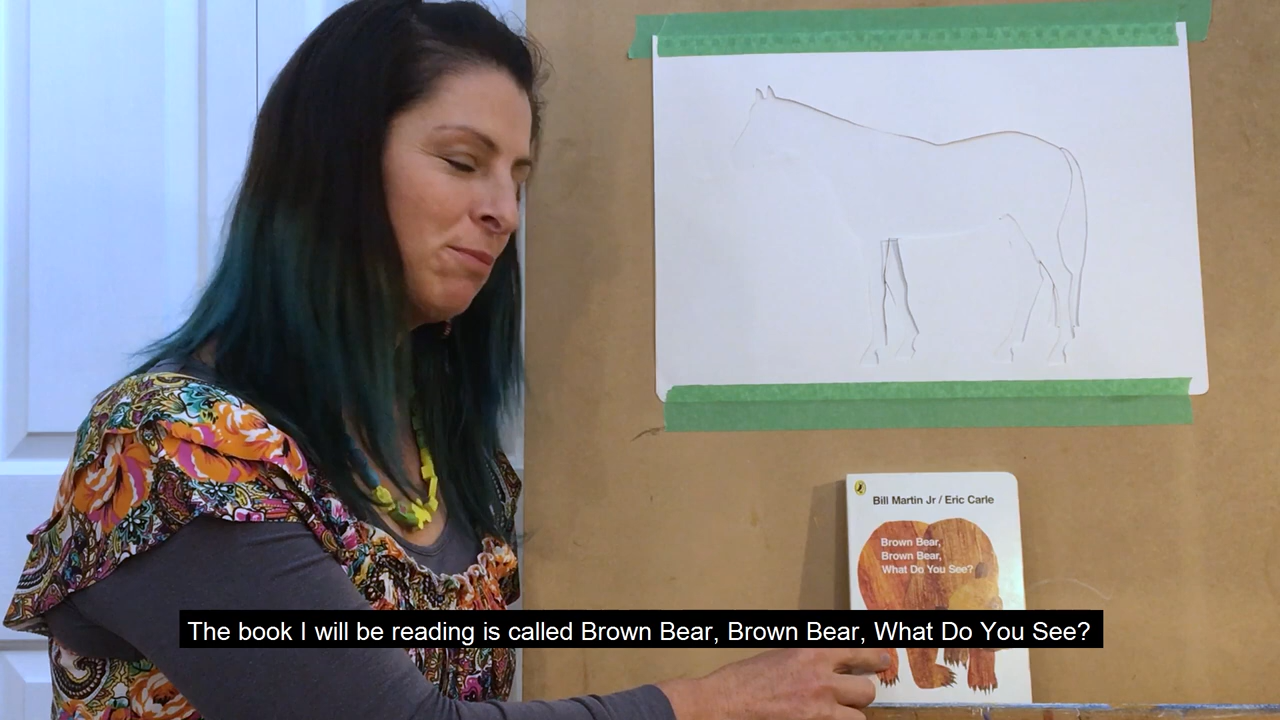 Bill Martin Jr / Eric Carle
Brown Bear,
Brown Bear,
What Do You See?
The book I will be reading is called Brown Bear, Brown Bear, What Do You See?